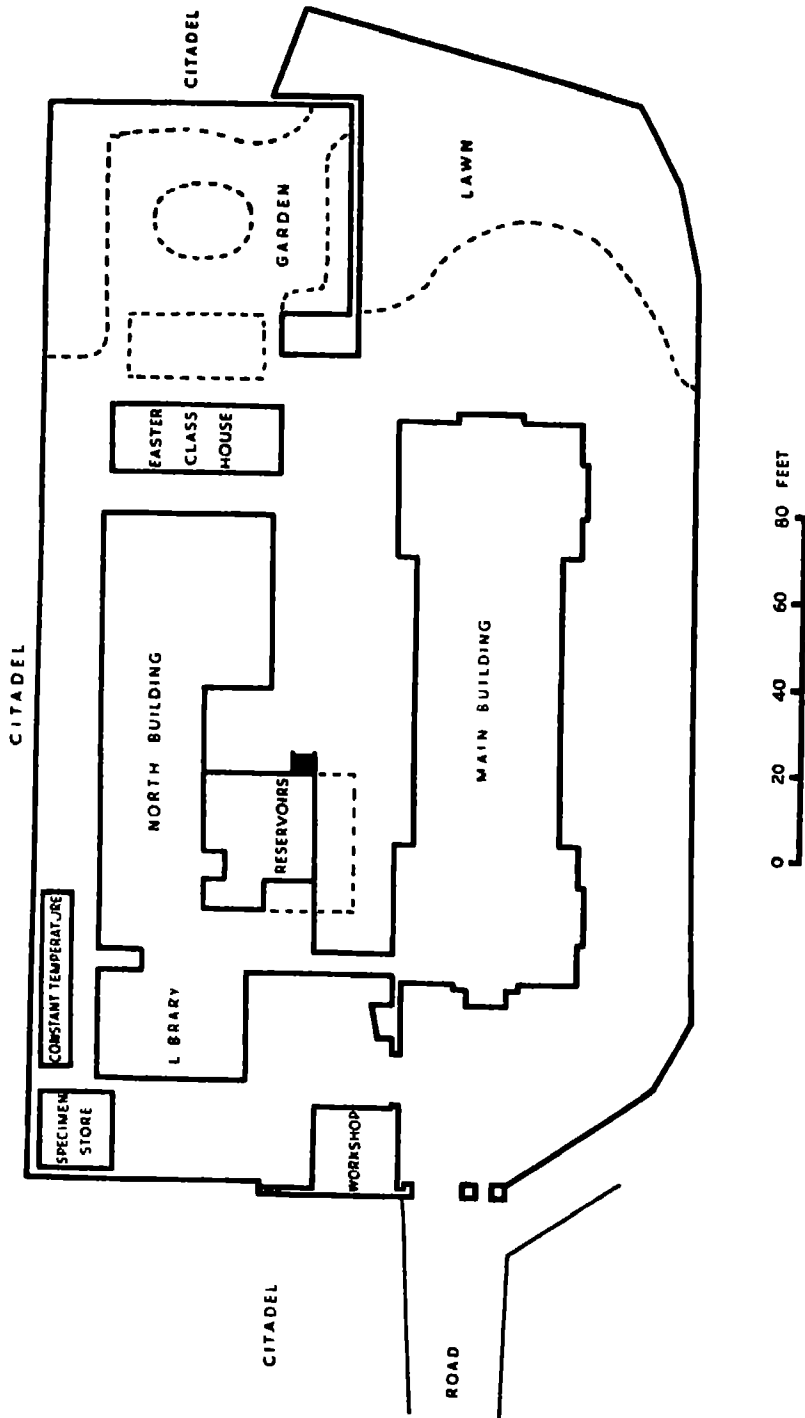 CITADEL
CITADEL
SPECIMEN
STORE
CONSTANT TEMPERATURE
NORTH BUILDING
L BRARY
EASTER
CLASS
HOUSE
GARDEN
RESERVOIRS
CITADEL
WORKSHOP
ROAD
MAIN BUILDING
LAWN
0 20 40 60 80 FEET